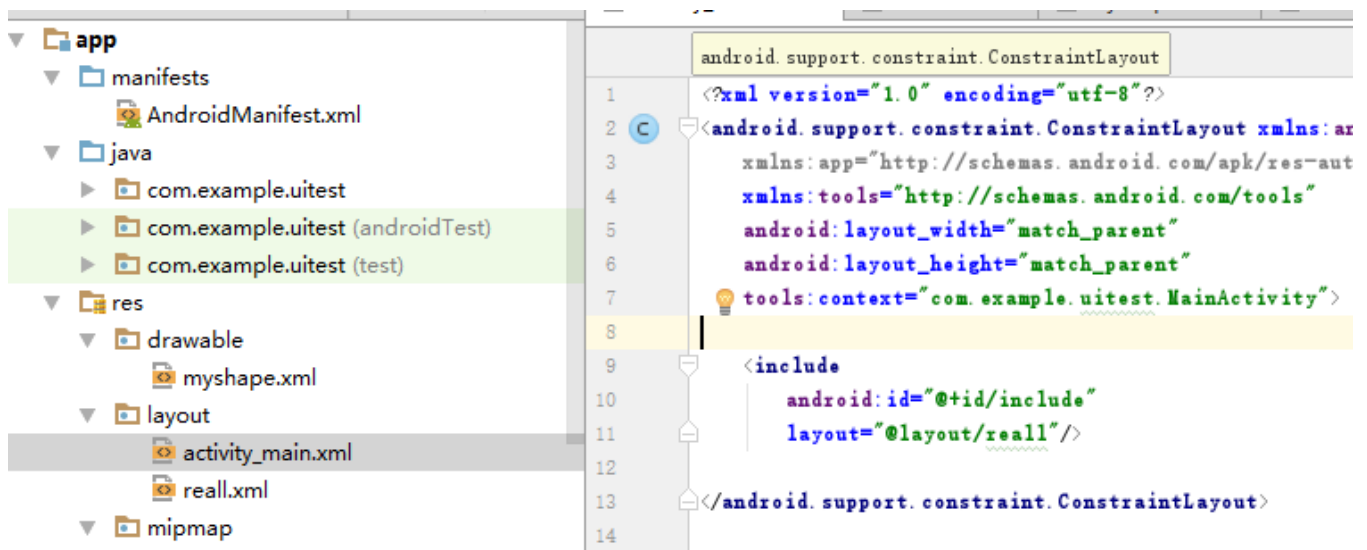 app
manifests
AndroidManifest.xml
java
com.example.uitest
com.example.uitest (androidTest)
com.example.uitest (test)
res
drawable
myshape.xml
layout
activity_main.xml
reall.xml
mipmap
android.support.constraint.ConstraintLayout
1 <?xml version="1.0" encoding="utf-8"?>
2 C <android.support.constraint.ConstraintLayout xmlns:an
3 xmlns:app="http://schemas.android.com/apk/res-aut
4 xmlns:tools="http://schemas.android.com/tools"
5 android:layout_width="match_parent"
6 android:layout_height="match_parent"
7 tools:context="com.example.uitest.MainActivity">
8
9 <include
10 android:id="@+id/include"
11 layout="@layout/reall"/>
12
13 </android.support.constraint.ConstraintLayout>
14